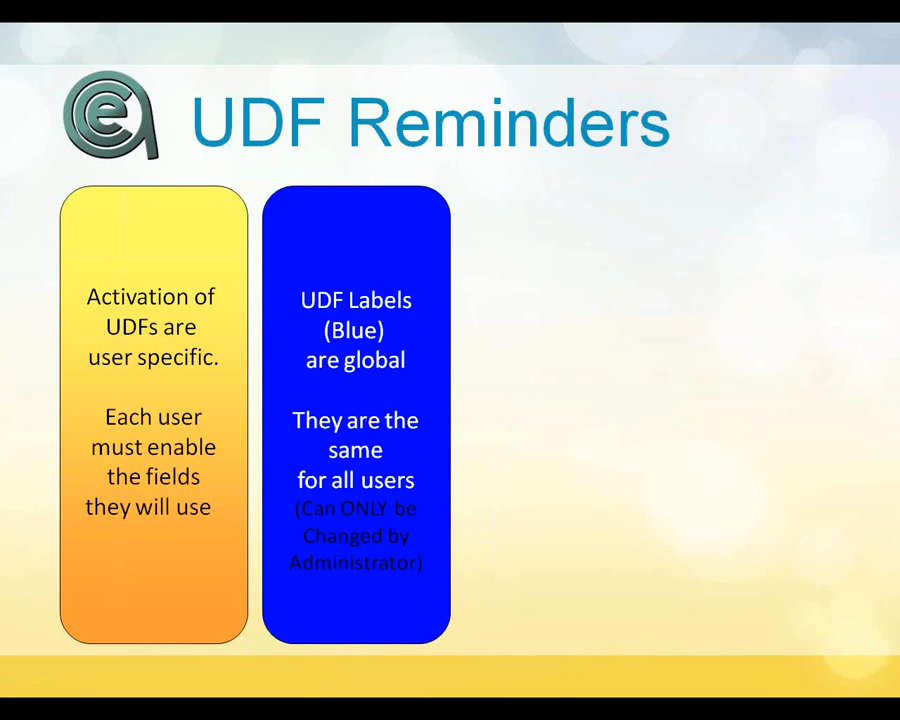 UDF Reminders
Activation of
UDFs are
user specific.
Each user
must enable
the fields
they will use
UDF Labels
(Blue)
are global
They are the
same
for all users
(Can ONLY be
Changed by
Administrator)